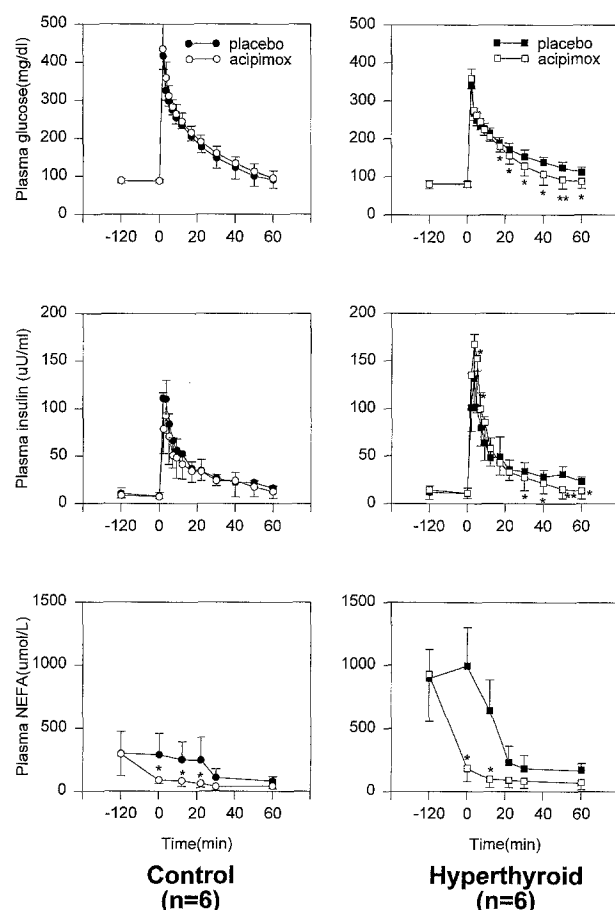 Plasma glucose(mg/dl)
500
400
300
200
100
0
placebo
acipimox
-120 0 20 40 60
500
400
300
200
100
0
placebo
acipimox
* * * * ** *
-120 0 20 40 60
Plasma insulin (uU/ml)
200
150
100
50
0
-120 0 20 40 60
200
150
100
50
0
*
*
* * ** *
-120 0 20 40 60
Plasma NEFA(umol/L)
1500
1000
500
0
* * *
-120 0 20 40 60
Time(min)
Control
(n=6)
1500
1000
500
0
* *
-120 0 20 40 60
Time(min)
Hyperthyroid
(n=6)